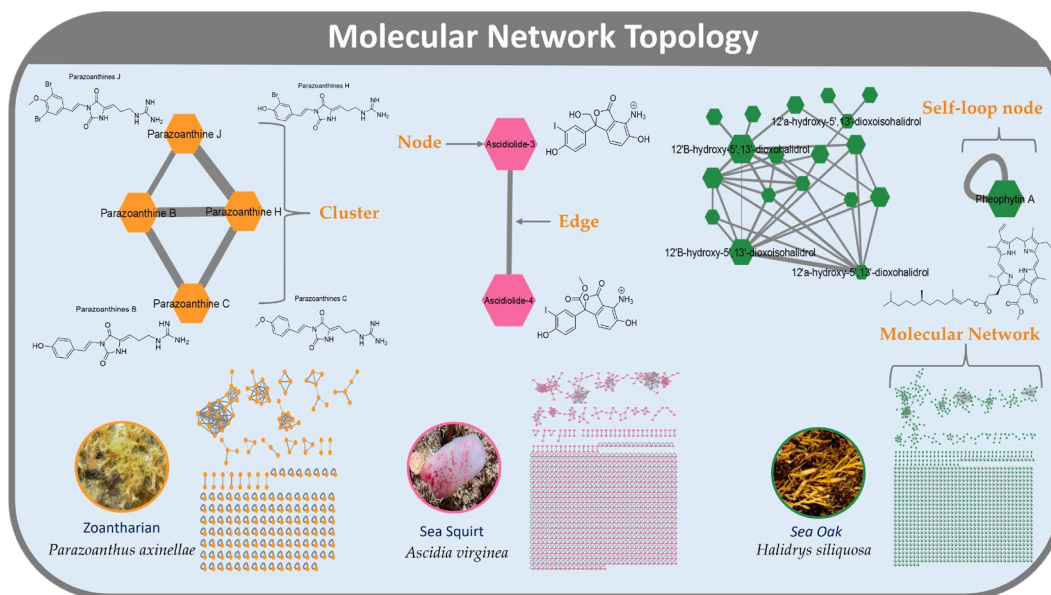 Molecular Network Topology
Parazoanthines J
Parazoanthines H
Parazoanthine J
Parazoanthine B
Parazoanthine H
Parazoanthine C
Cluster
Parazoanthines B
Parazoanthines C
Node
Ascidiolide-3
Edge
Ascidiolide-4
12'a-hydroxy-5',13'-dioxoisohalidrol
12'B-hydroxy-5',13'-dioxohalidrol
12'B-hydroxy-5',13'-dioxoisohalidrol
12'a-hydroxy-5',13'-dioxohalidrol
Self-loop node
Pheophytin A
Molecular Network
Zoantharian
Parazoanthus axinellae
Sea Squirt
Ascidia virginea
Sea Oak
Halidrys siliquosa